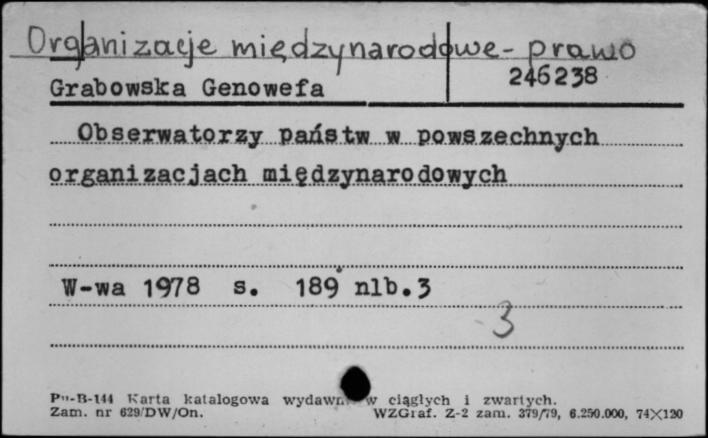 Organizacje międzynarodowe - prawo
246238
Grabowska Genowefa
Obserwatorzy państw w powszechnych
organizacjach międzynarodowych
W-wa 1978 s. 189 nlb.3
3
Pu-B-144 Karta katalogowa wydawn w ciągłych i zwartych.
Zam. nr 629/DW/On. WZGraf. Z-2 zam. 379/79, 6.250.000, 74×120